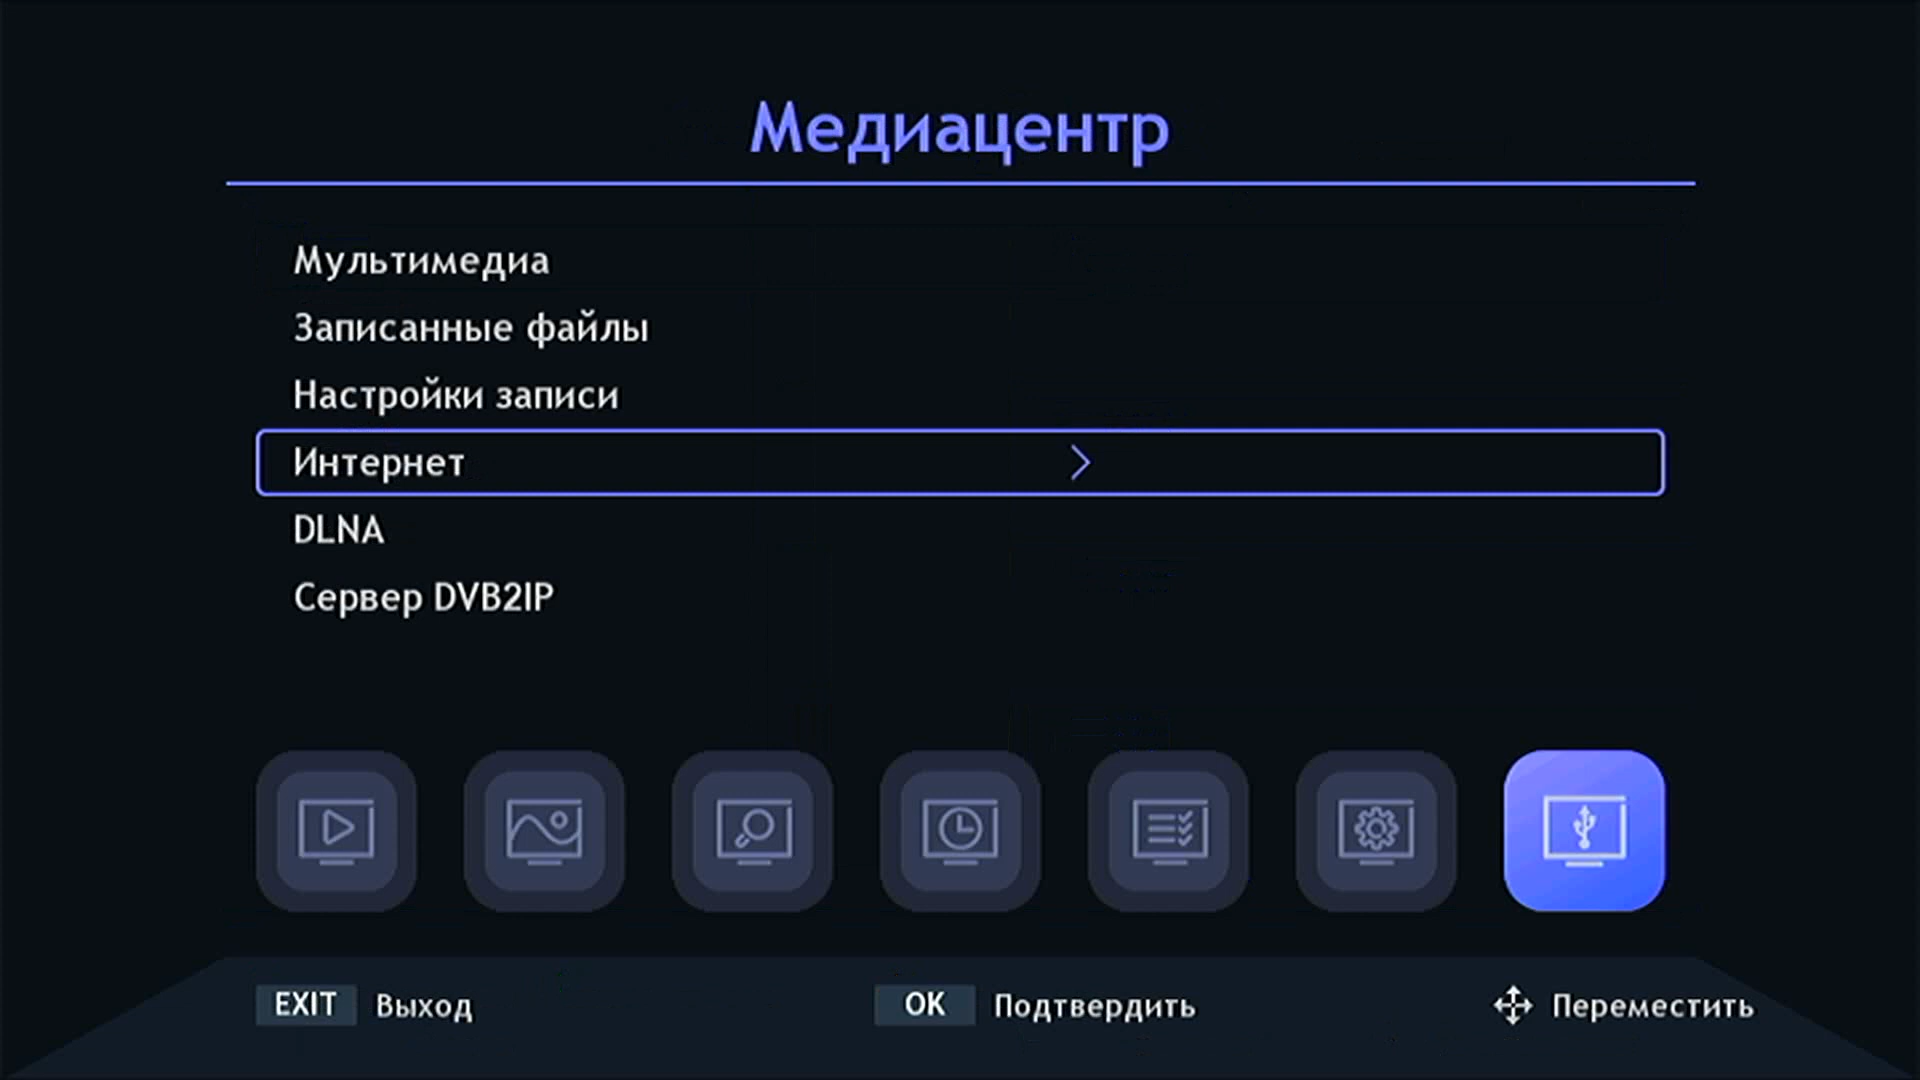 Медиацентр
Мультимедиа
Записанные файлы
Настройки записи
Интернет
DLNA
Сервер DVB2IP
EXIT Выход OK Подтвердить Переместить